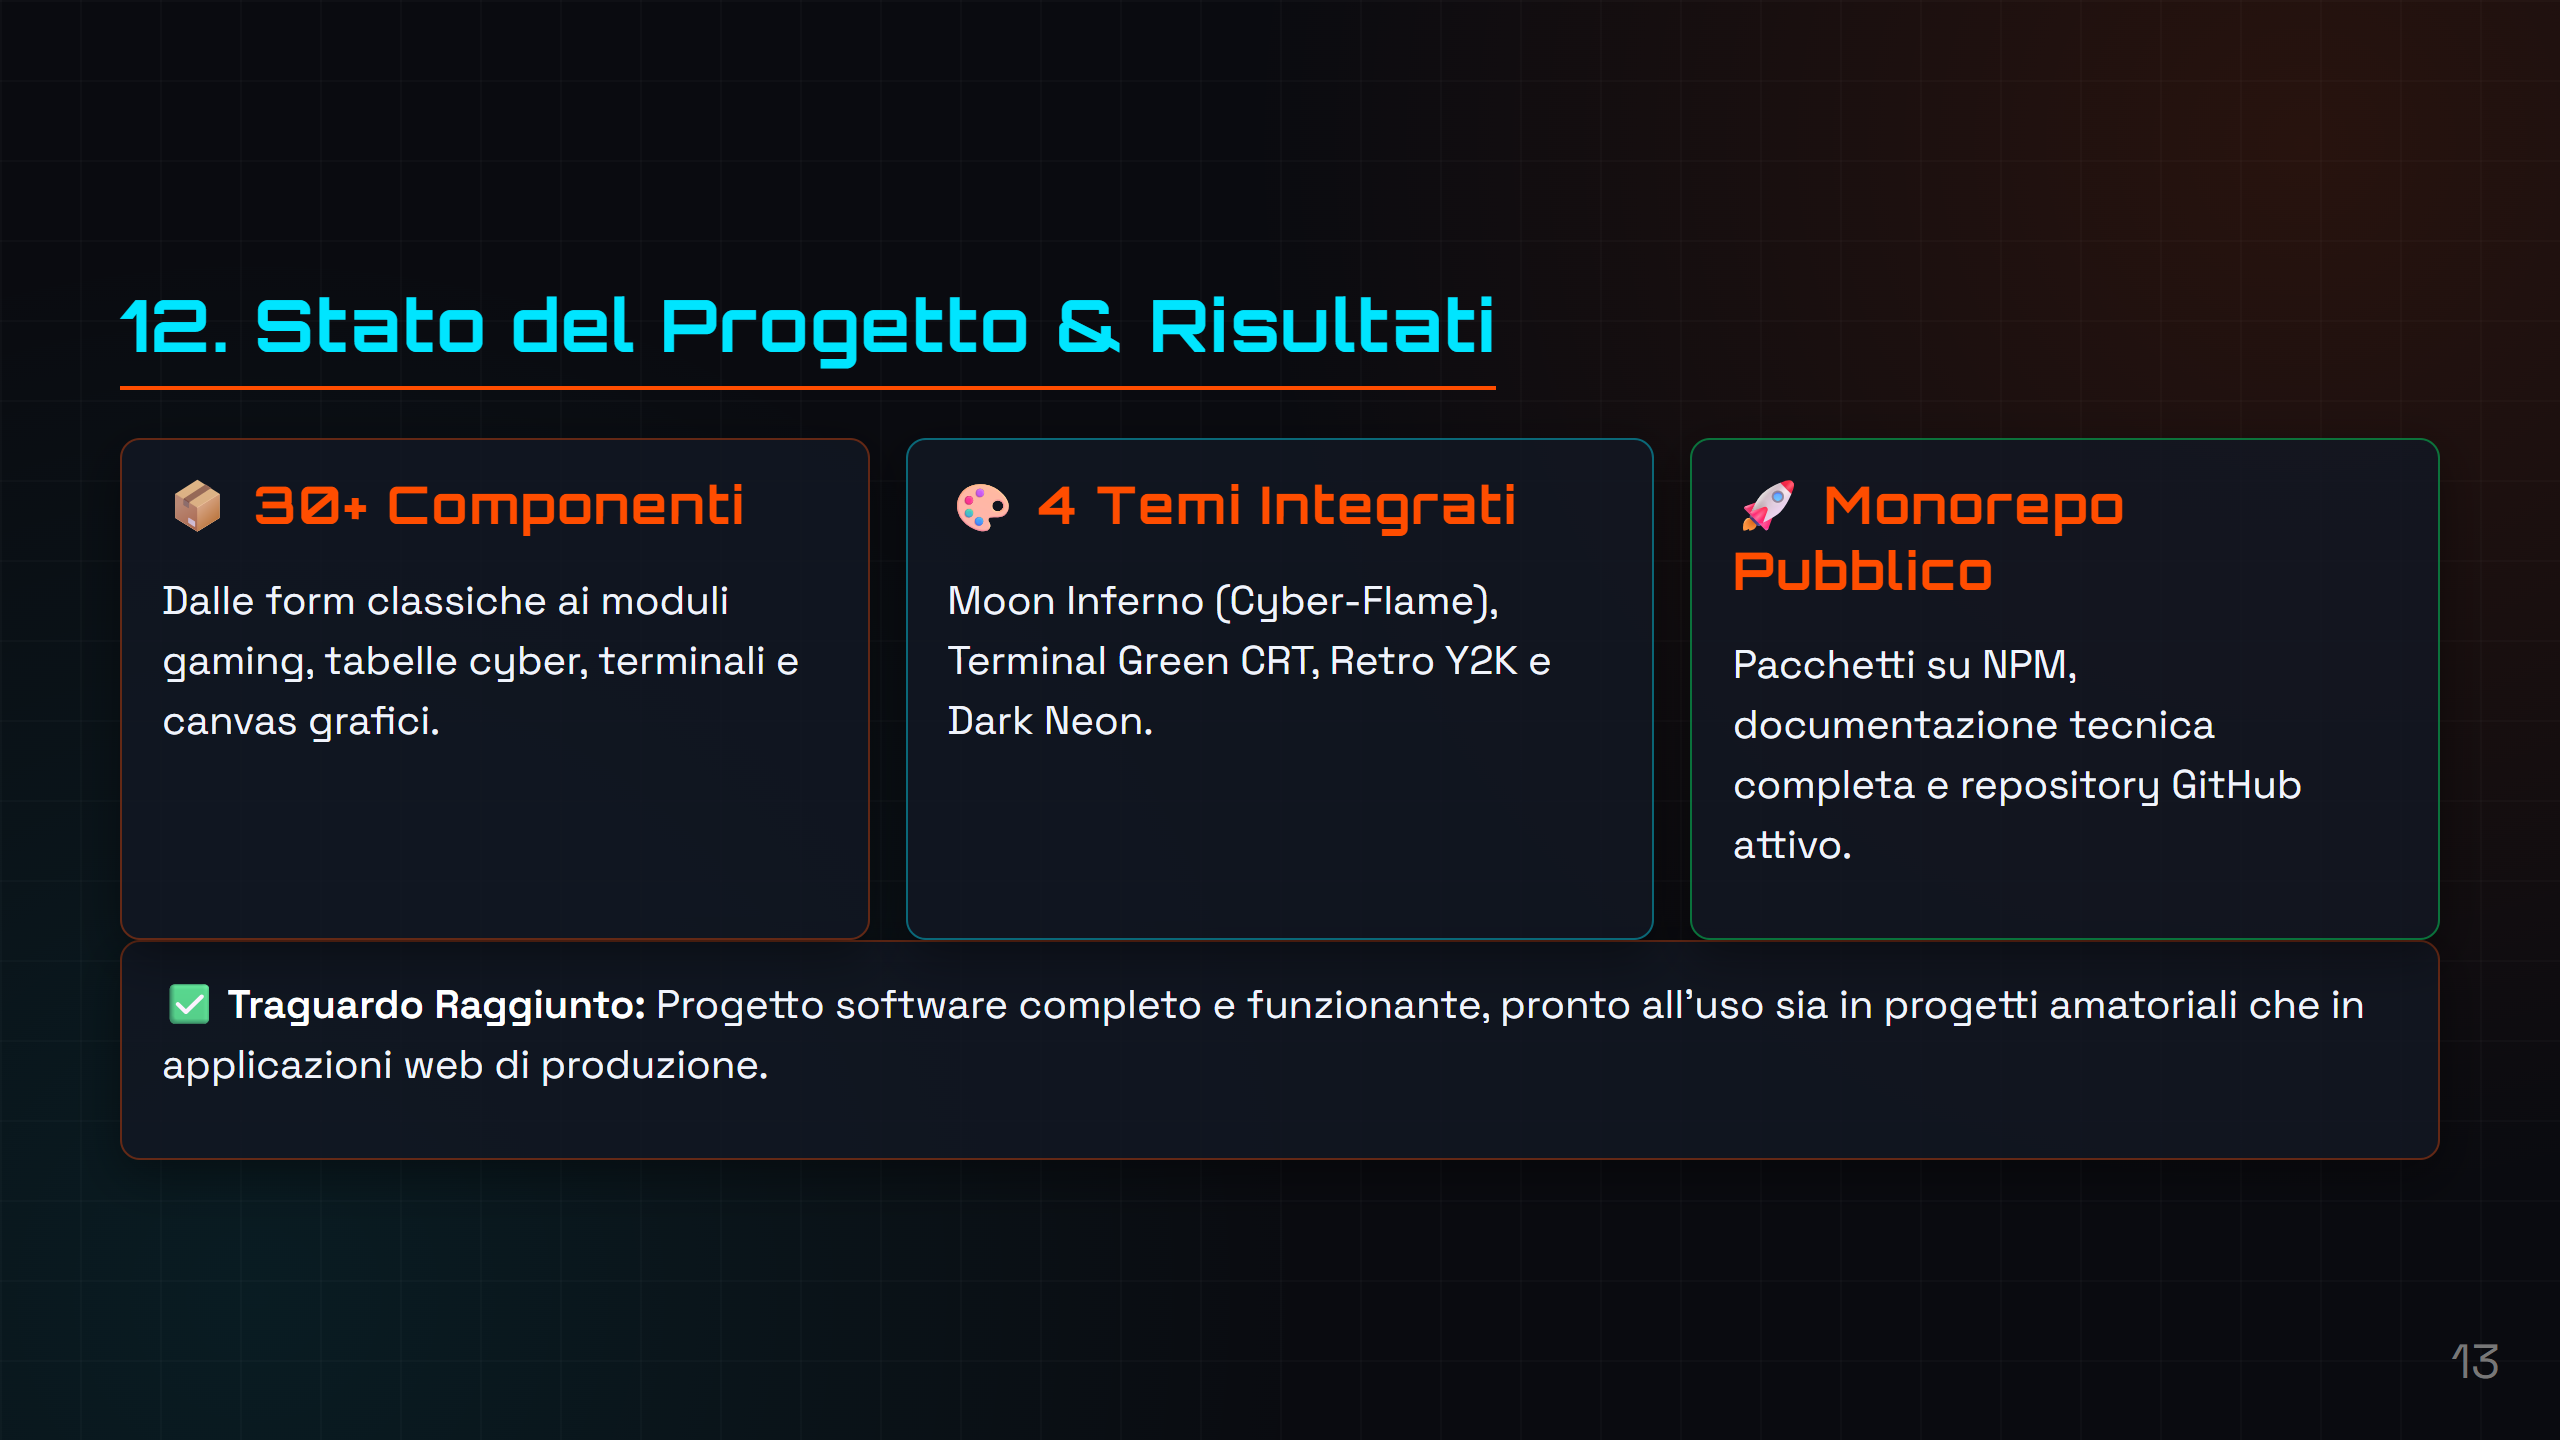 12. Stato del Progetto & Risultati
📦 30+ Componenti
Dalle form classiche ai moduli
gaming, tabelle cyber, terminali e
canvas grafici.
🎨 4 Temi Integrati
Moon Inferno (Cyber-Flame),
Terminal Green CRT, Retro Y2K e
Dark Neon.
🚀 Monorepo
Pubblico
Pacchetti su NPM,
documentazione tecnica
completa e repository GitHub
attivo.
✅ Traguardo Raggiunto: Progetto software completo e funzionante, pronto all’uso sia in progetti amatoriali che in
applicazioni web di produzione.
13